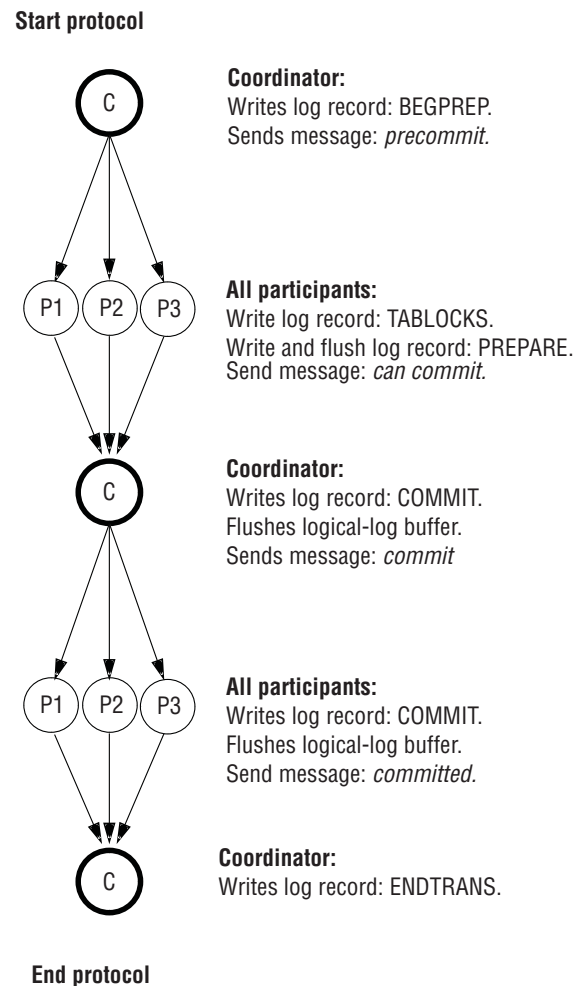 Start protocol
C
Coordinator:
Writes log record: BEGPREP.
Sends message: precommit.
P1 P2 P3
All participants:
Write log record: TABLOCKS.
Write and flush log record: PREPARE.
Send message: can commit.
C
Coordinator:
Writes log record: COMMIT.
Flushes logical-log buffer.
Sends message: commit
P1 P2 P3
All participants:
Writes log record: COMMIT.
Flushes logical-log buffer.
Send message: committed.
C
Coordinator:
Writes log record: ENDTRANS.
End protocol